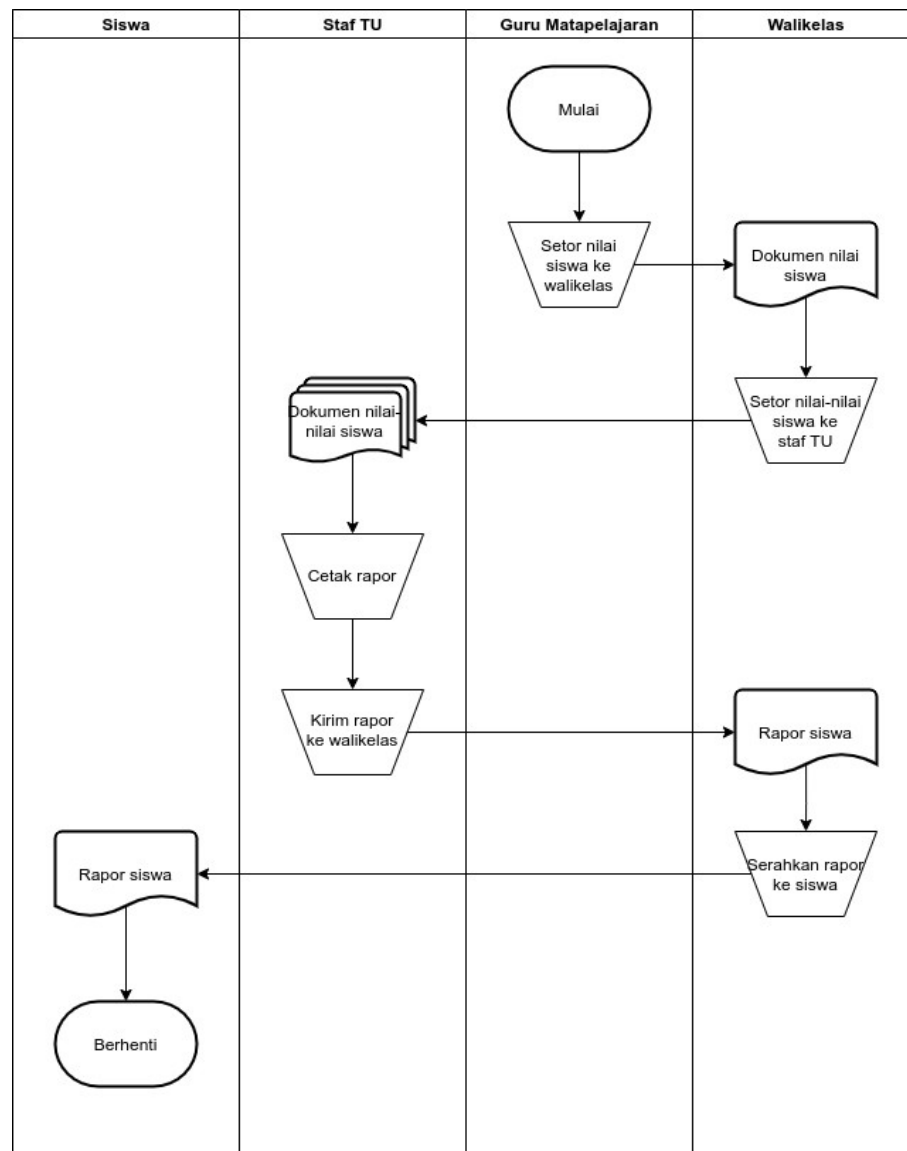 Siswa
Staf TU
Guru Matapelajaran
Walikelas
Mulai
Setor nilai
siswa ke
walikelas
Dokumen nilai
siswa
Dokumen nilai-
nilai siswa
Setor nilai-nilai
siswa ke
staf TU
Cetak rapor
Kirim rapor
ke walikelas
Rapor siswa
Rapor siswa
Serahkan rapor
ke siswa
Berhenti